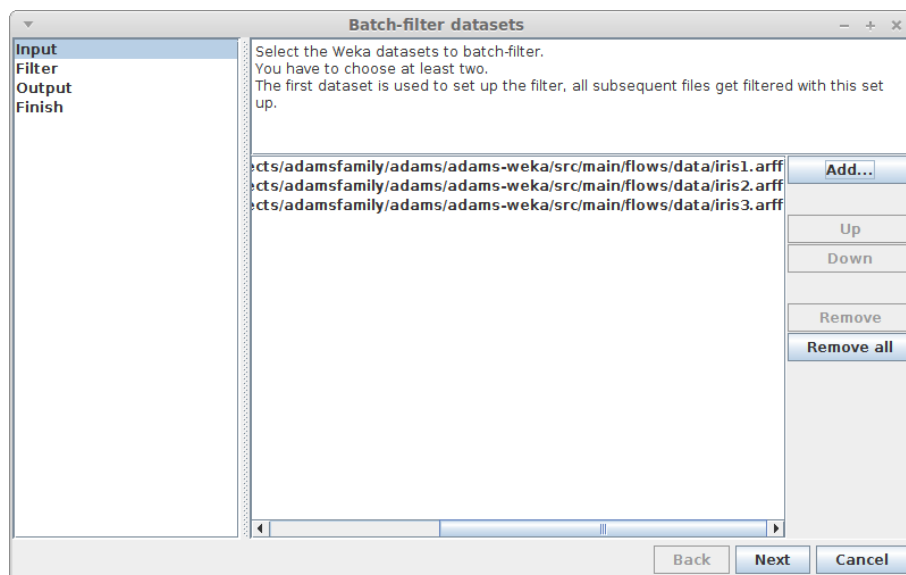 Batch-filter datasets
Input
Filter
Output
Finish
Select the Weka datasets to batch-filter.
You have to choose at least two.
The first dataset is used to set up the filter, all subsequent files get filtered with this set
up.
ects/adamsfamily/adams/adams-weka/src/main/flows/data/iris1.arff
ects/adamsfamily/adams/adams-weka/src/main/flows/data/iris2.arff
ects/adamsfamily/adams/adams-weka/src/main/flows/data/iris3.arff
Add...
Up
Down
Remove
Remove all
Back Next Cancel